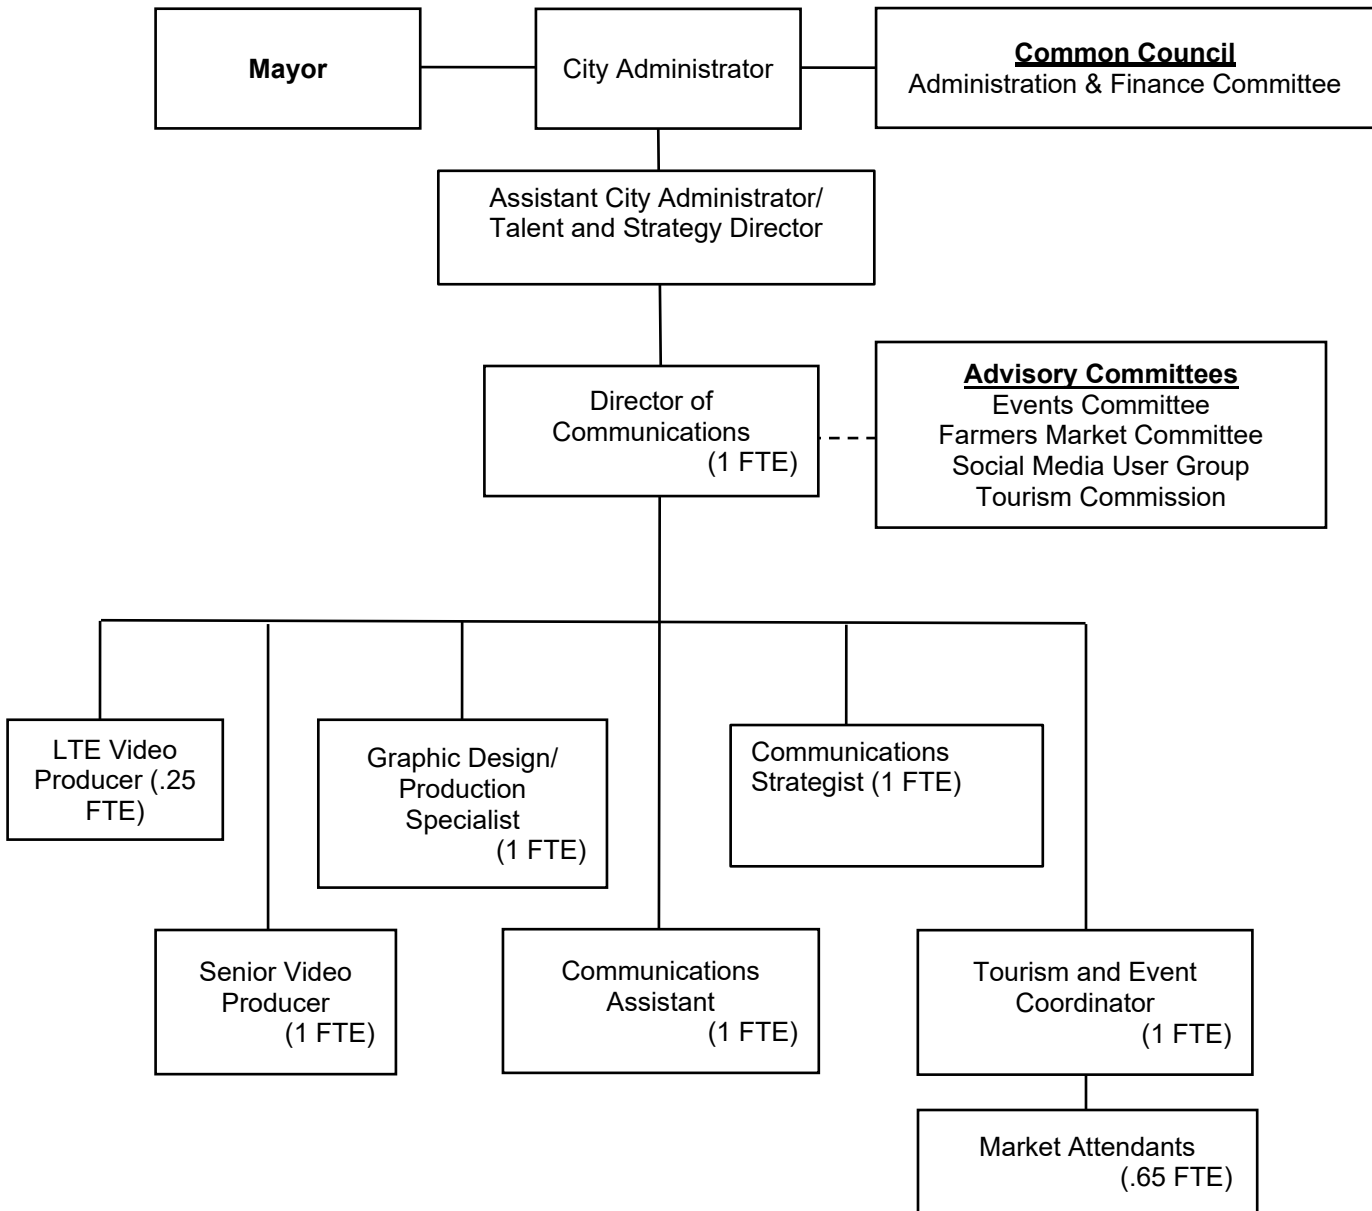 Mayor
City Administrator
Common Council
Administration & Finance Committee
Assistant City Administrator/
Talent and Strategy Director
Director of
Communications
(1 FTE)
Advisory Committees
Events Committee
Farmers Market Committee
Social Media User Group
Tourism Commission
LTE Video
Producer (.25
FTE)
Graphic Design/
Production
Specialist
(1 FTE)
Communications
Strategist (1 FTE)
Senior Video
Producer
(1 FTE)
Communications
Assistant
(1 FTE)
Tourism and Event
Coordinator
(1 FTE)
Market Attendants
(.65 FTE)